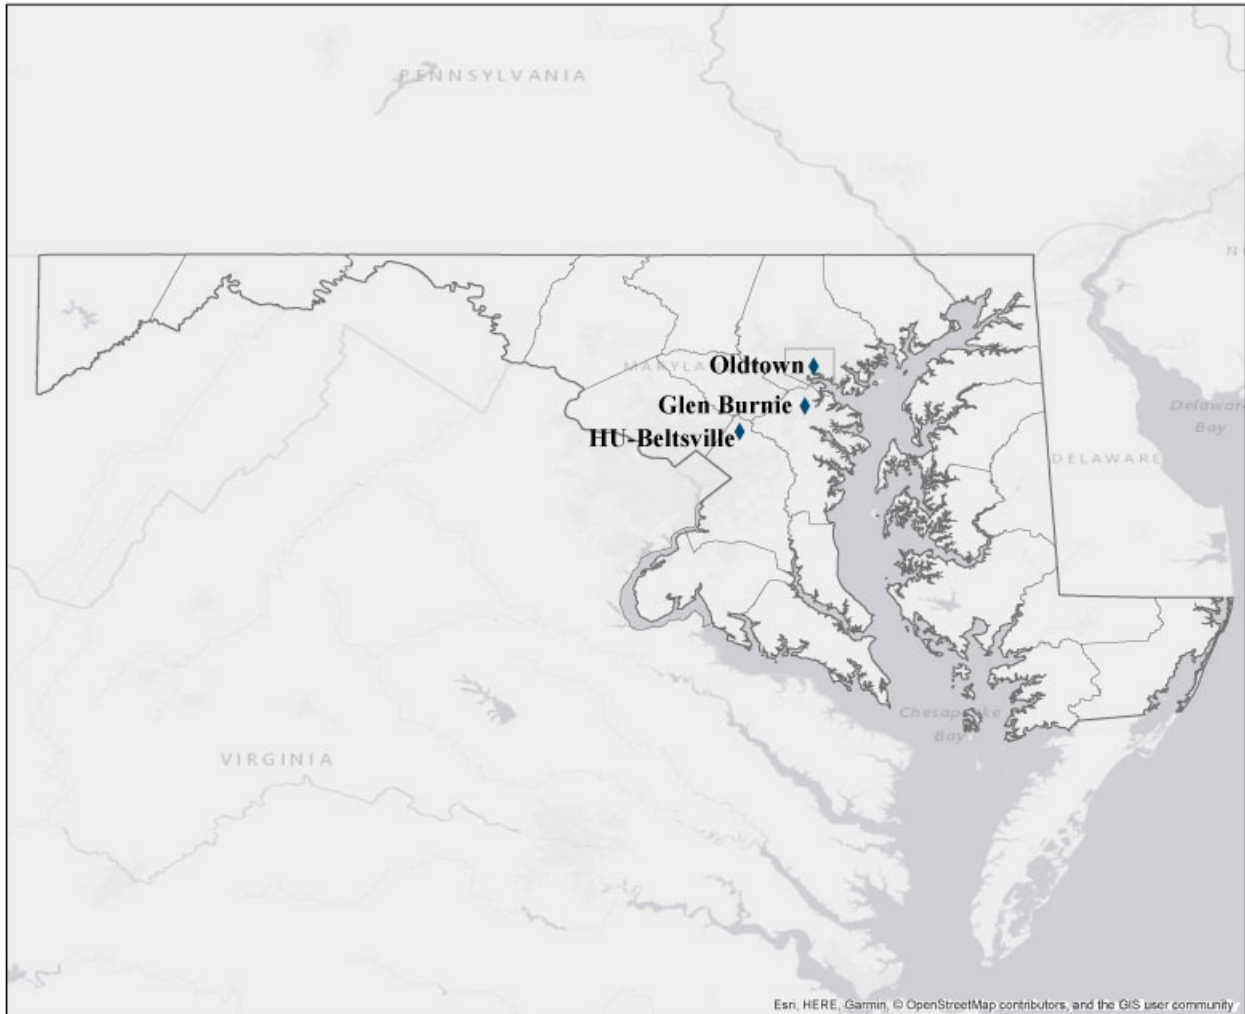 PENNSYLVANIA
MARYLA
Oldtown
Glen Burnie
HU-Beltsville
Delaware
Bay
DELAWARE
Chesapeake
Bay
VIRGINIA
Esri, HERE, Garmin, © OpenStreetMap contributors, and the GIS user community